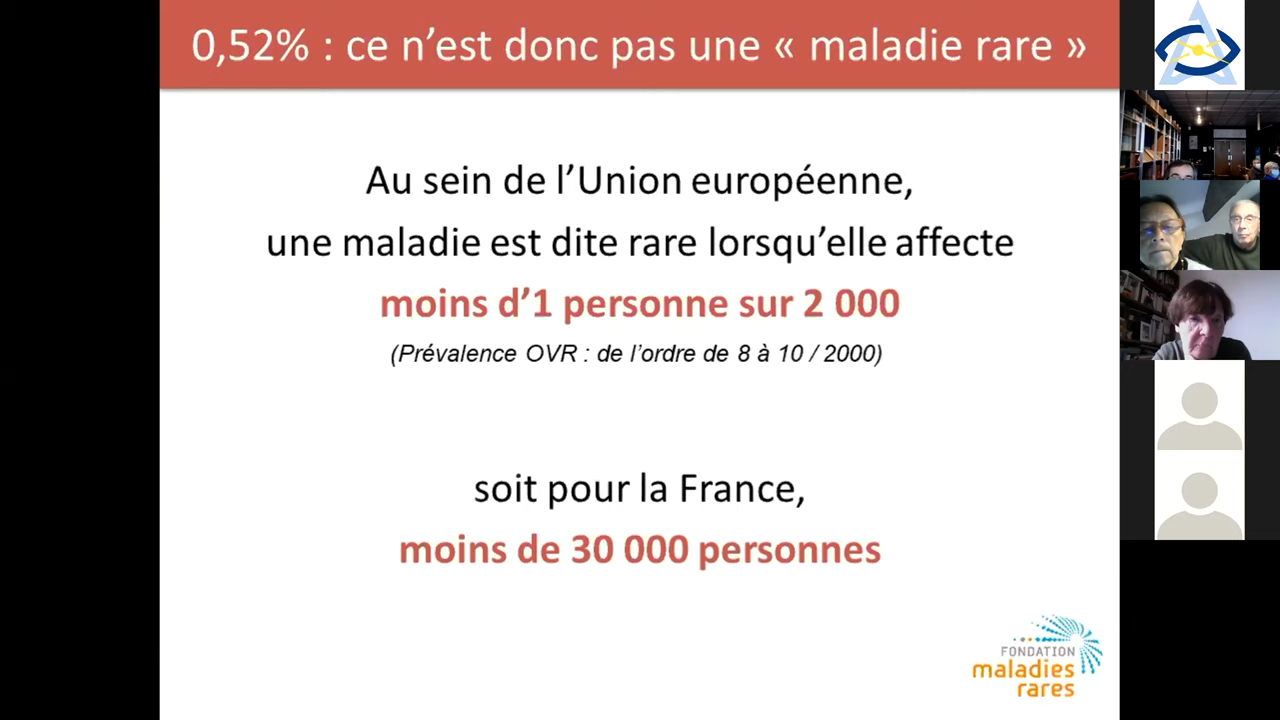 0,52% : ce n’est donc pas une « maladie rare »
Au sein de l’Union européenne,
une maladie est dite rare lorsqu’elle affecte
moins d’1 personne sur 2 000
(Prévalence OVR : de l’ordre de 8 à 10 / 2000)
soit pour la France,
moins de 30 000 personnes
FONDATION
maladies
rares